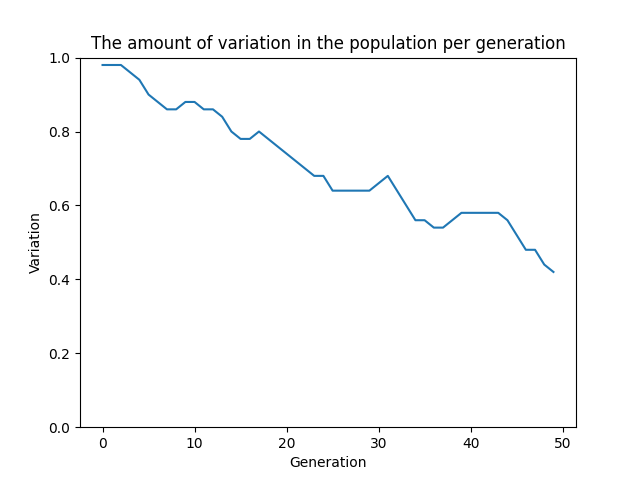 The amount of variation in the population per generation
1.0
0.8
0.6
0.4
0.2
0.0
Variation
0 10 20 30 40 50
Generation